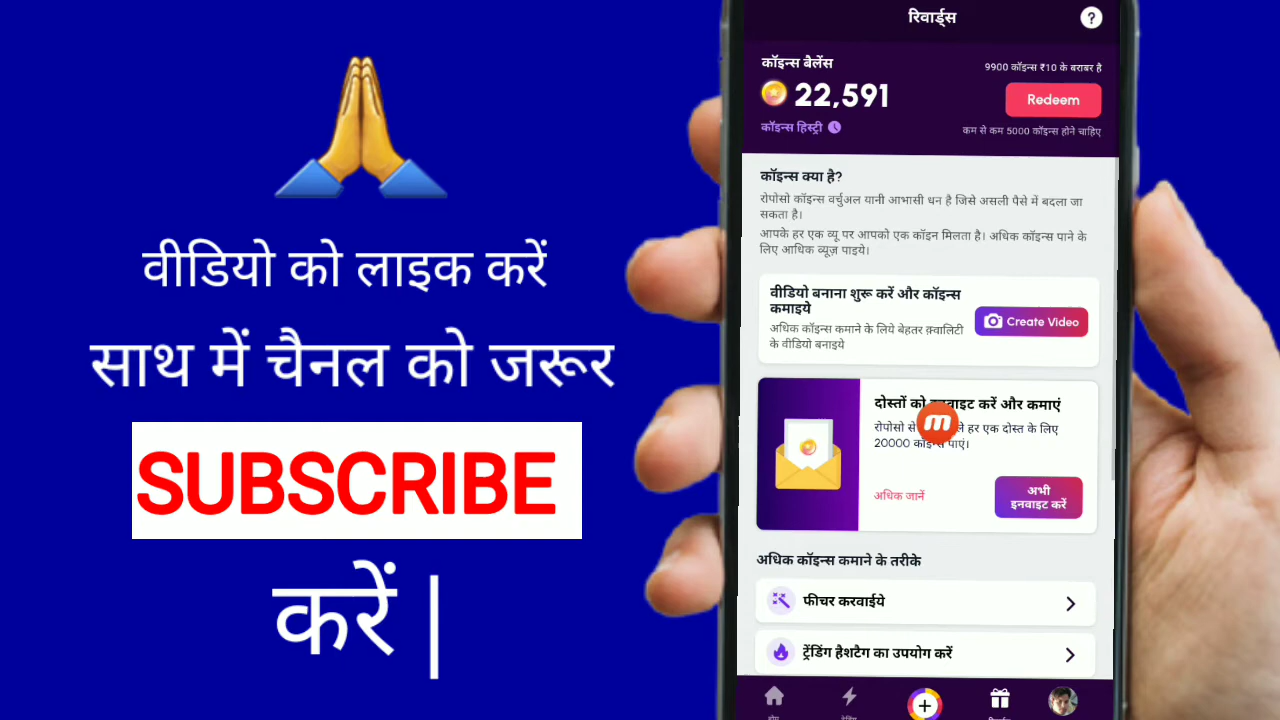 वीडियो को लाइक करें
साथ में चैनल को जरूर
SUBSCRIBE
करें |
रिवार्ड्स
?
कॉइन्स बैलेंस
9900 कॉइन्स ₹10 के बराबर है
22,591
Redeem
कॉइन्स हिस्ट्री
कम से कम 5000 कॉइन्स होने चाहिए
कॉइन्स क्या है?
रोपोसो कॉइन्स वर्चुअल यानी आभासी धन है जिसे असली पैसे में बदला जा
सकता है।
आपके हर एक व्यू पर आपको एक कॉइन मिलता है। अधिक कॉइन्स पाने के
लिए आधिक व्यूज़ पाइये।
वीडियो बनाना शुरू करें और कॉइन्स
कमाइये
Create Video
अधिक कॉइन्स कमाने के लिये बेहतर क़्वालिटी
के वीडियो बनाइये
दोस्तों को करें और कमाएं
रोपोसो से हर एक दोस्त के लिए
20000 पाएं।
m
अधिक जानें
अभी
इनवाइट करें
अधिक कॉइन्स कमाने के तरीके
फीचर करवाईये
ट्रेंडिंग हैशटैग का उपयोग करें